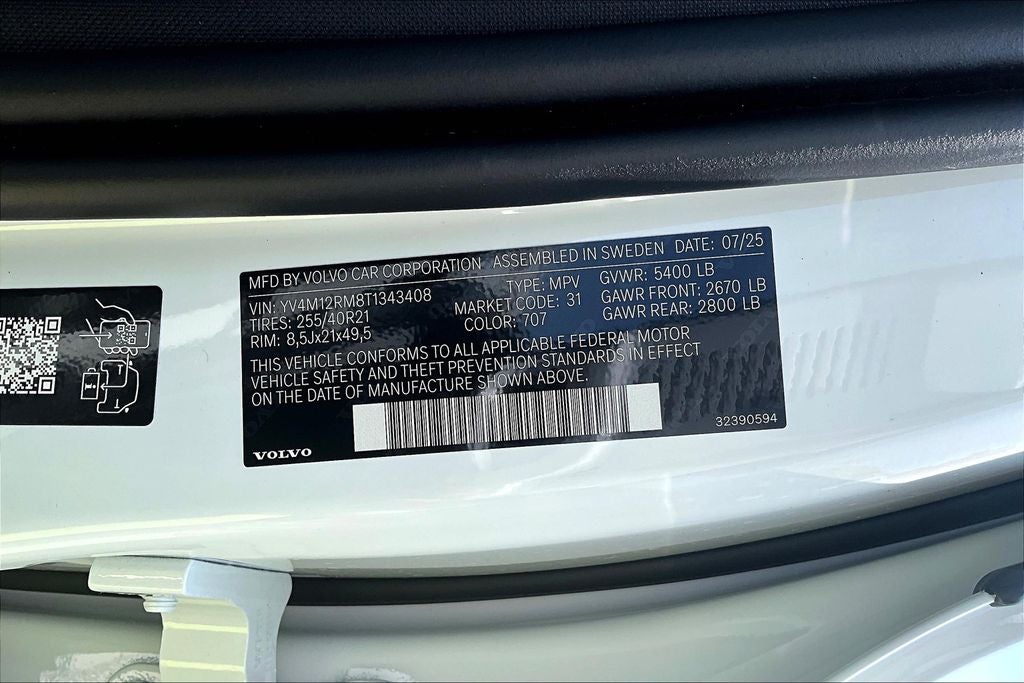 MFD BY VOLVO CAR CORPORATION ASSEMBLED IN SWEDEN DATE: 07/25
VIN: YV4M12RM8T1343408 TYPE: MPV GVWR: 5400 LB
TIRES: 255/40R21 MARKET CODE: 31 GAWR FRONT: 2670 LB
RIM: 8,5Jx21x49,5 COLOR: 707 GAWR REAR: 2800 LB
THIS VEHICLE CONFORMS TO ALL APPLICABLE FEDERAL MOTOR
VEHICLE SAFETY AND THEFT PREVENTION STANDARDS IN EFFECT
ON THE DATE OF MANUFACTURE SHOWN ABOVE.
32390594
VOLVO